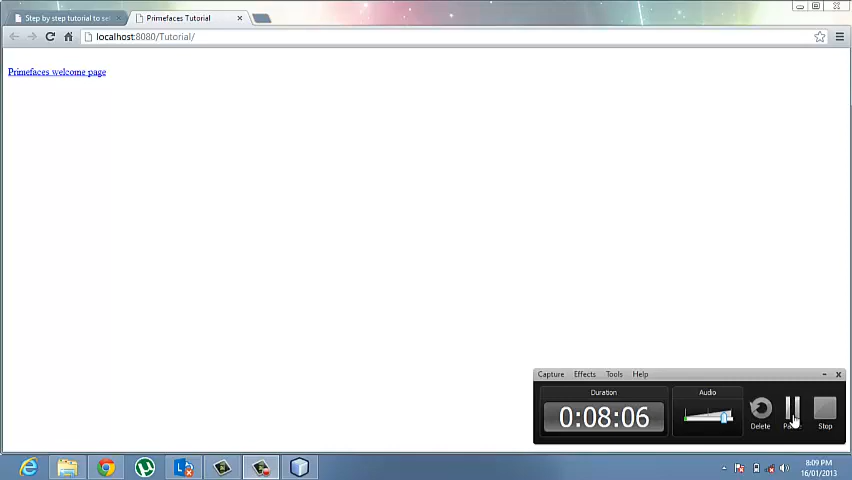 Step by step tutorial to se
Primefaces Tutorial
localhost:8080/Tutorial/
Primefaces welcome page
Capture Effects Tools Help
Duration
Audio
0:08:06
Delete
Stop
8:09 PM
16/01/2013